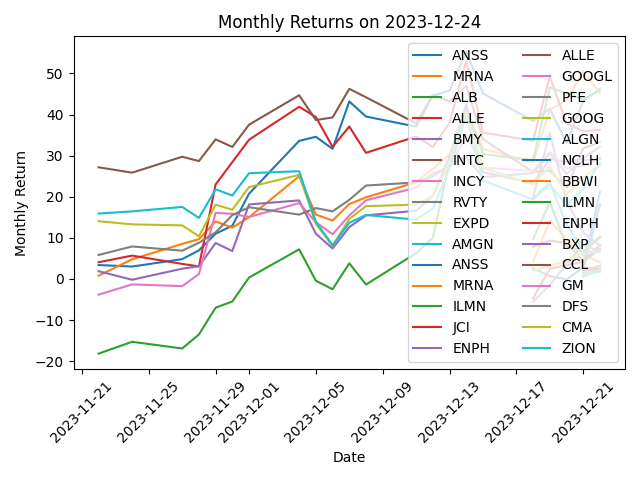 Monthly Returns on 2023-12-24
Monthly Return
50
40
30
20
10
0
−10
−20
2023-11-21
2023-11-25
2023-11-29
2023-12-01
2023-12-05
2023-12-09
2023-12-13
2023-12-17
2023-12-21
Date
ANSS
MRNA
ALB
ALLE
BMY
INTC
INCY
RVTY
EXPD
AMGN
ANSS
MRNA
ILMN
JCI
ENPH
ALLE
GOOGL
PFE
GOOG
ALGN
NCLH
BBWI
ILMN
ENPH
BXP
CCL
GM
DFS
CMA
ZION